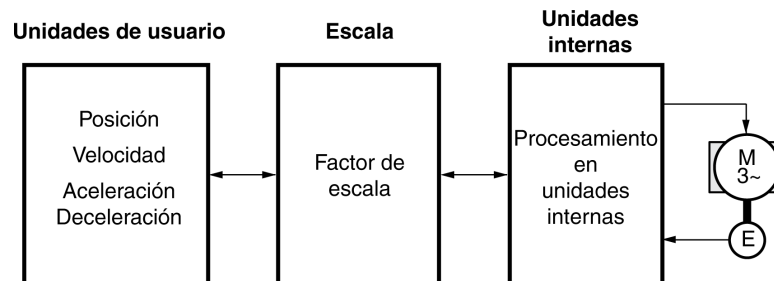 Unidades de usuario
Escala
Unidades
internas
Posición
Velocidad
Aceleración
Deceleración
Factor de
escala
Procesamiento
en
unidades
internas
M
3~
E